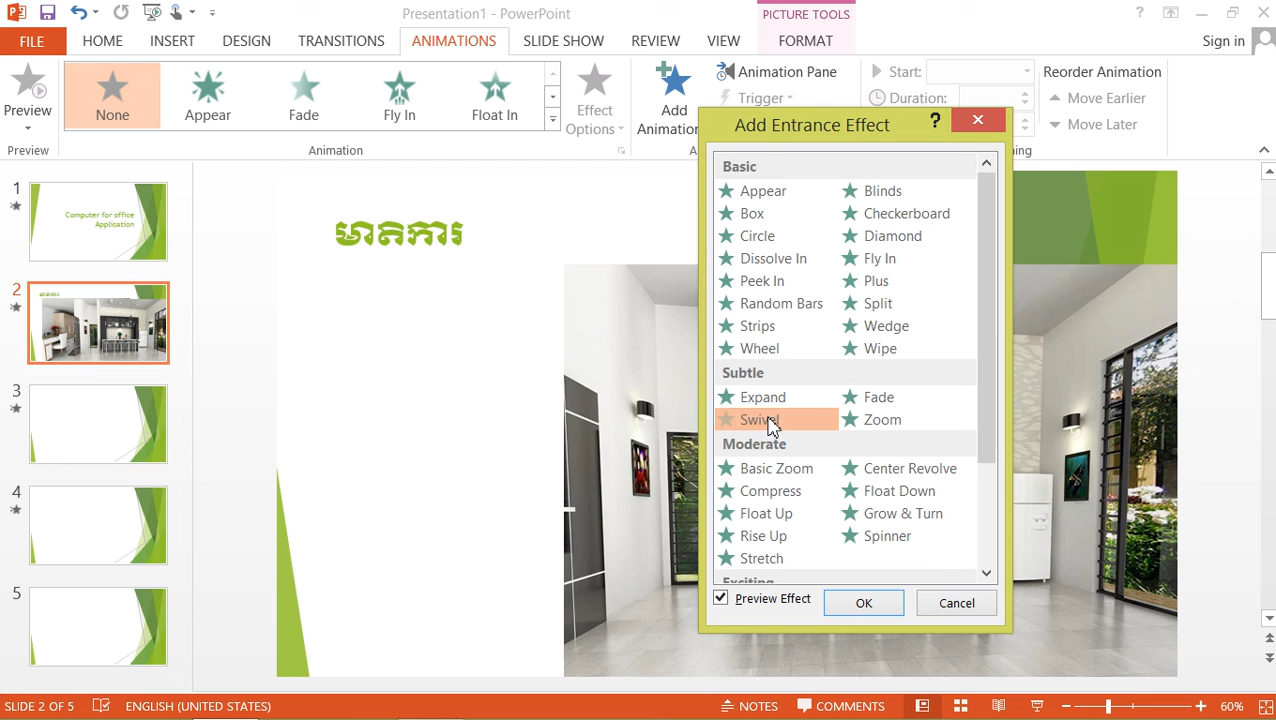 Presentation1 - PowerPoint
PICTURE TOOLS
?
FILE
HOME
INSERT
DESIGN
TRANSITIONS
ANIMATIONS
SLIDE SHOW
REVIEW
VIEW
FORMAT
Sign in
Preview
None
Appear
Fade
Fly In
Float In
Effect
Options
Add
Animation
Animation Pane
Trigger
Start:
Duration:
Reorder Animation
Move Earlier
Move Later
Preview
Animation
Add Entrance Effect
?
Basic
Appear
Blinds
Box
Checkerboard
Circle
Diamond
Dissolve In
Fly In
Peek In
Plus
Random Bars
Split
Strips
Wedge
Wheel
Wipe
Subtle
Expand
Fade
Swivel
Zoom
Moderate
Basic Zoom
Center Revolve
Compress
Float Down
Float Up
Grow & Turn
Rise Up
Spinner
Stretch
Exciting
Preview Effect
OK
Cancel
1
Computer for office
Application
2
មាតការ
3
4
5
មាតការ
SLIDE 2 OF 5
ENGLISH (UNITED STATES)
NOTES
COMMENTS
60%